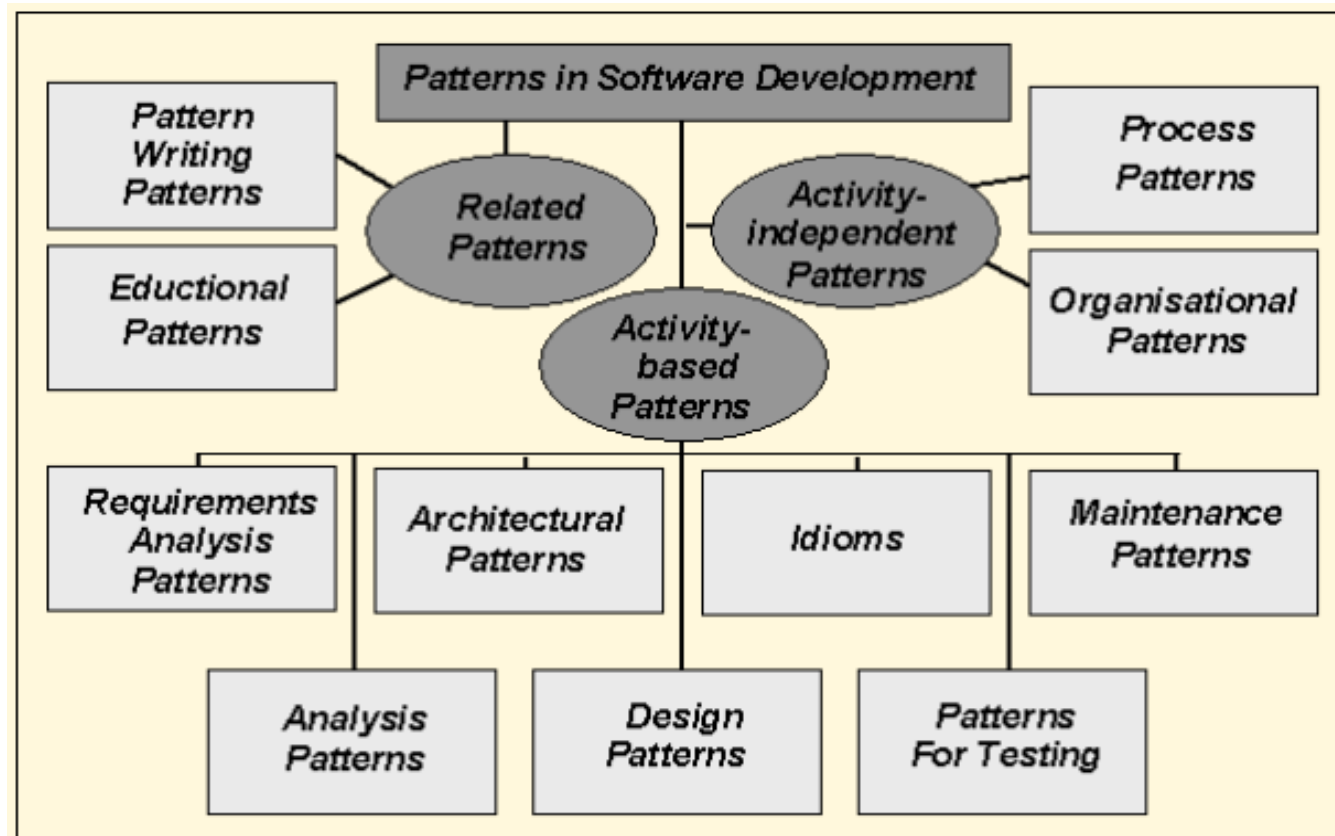 Patterns in Software Development
Pattern
Writing
Patterns
Eductional
Patterns
Related
Patterns
Activity-
independent
Patterns
Process
Patterns
Organisational
Patterns
Activity-
based
Patterns
Requirements
Analysis
Patterns
Architectural
Patterns
Idioms
Maintenance
Patterns
Analysis
Patterns
Design
Patterns
Patterns
For Testing